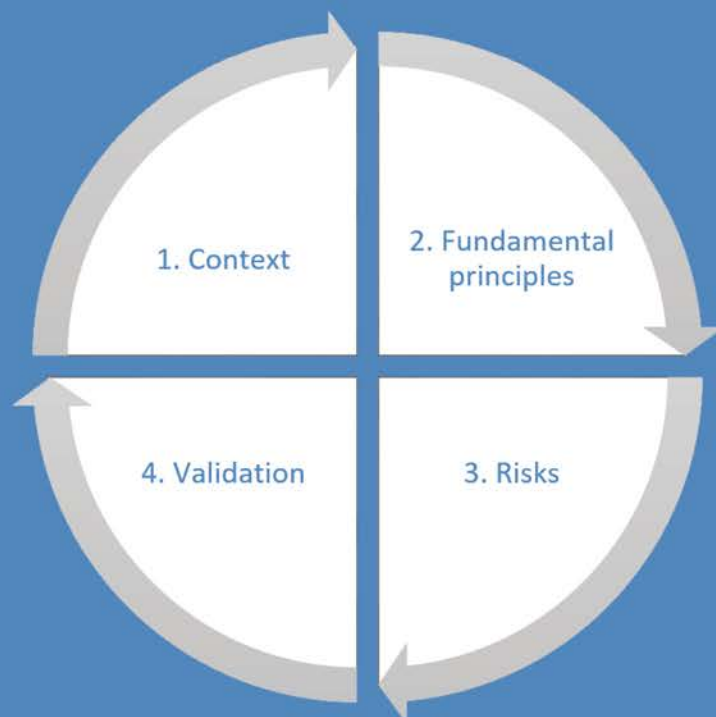 1. Context
2. Fundamental
principles
3. Risks
4. Validation